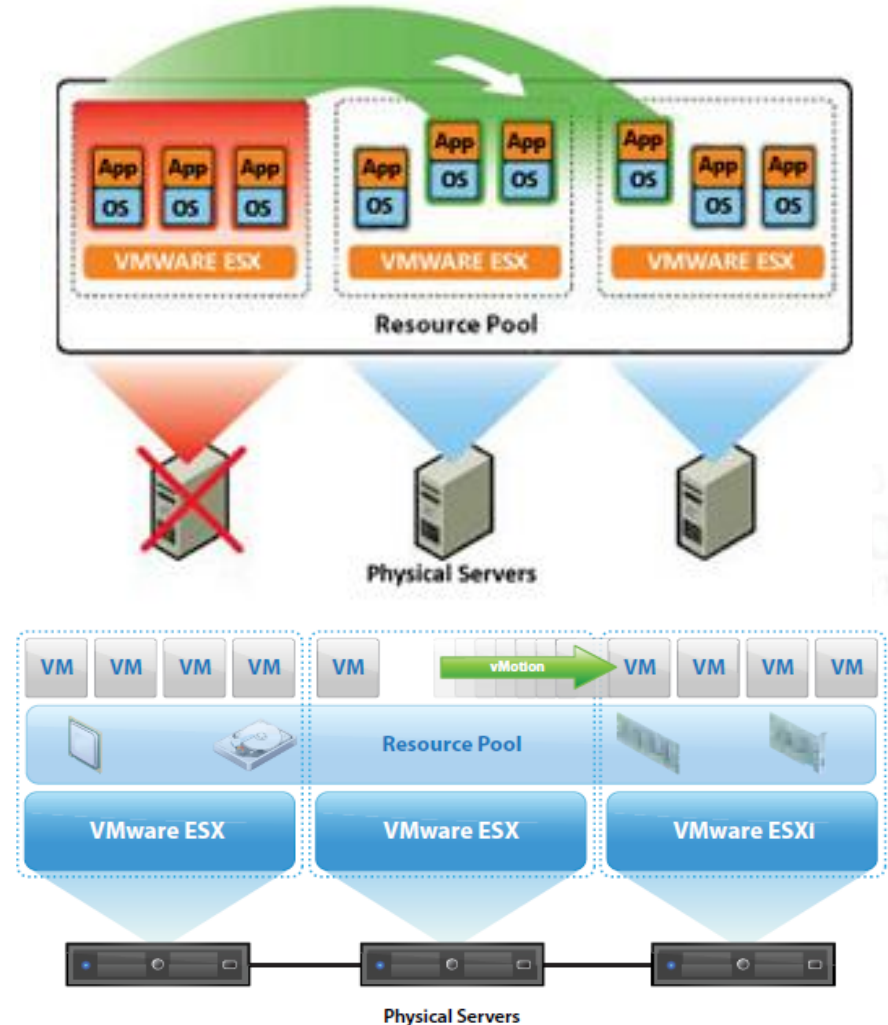 App App App App App App App App App
OS OS OS OS OS OS OS OS OS
VMWARE ESX VMWARE ESX VMWARE ESX
Resource Pool
Physical Servers
VM VM VM VM VM vMotion VM VM VM VM
Resource Pool
VMware ESX VMware ESX VMware ESXI
Physical Servers